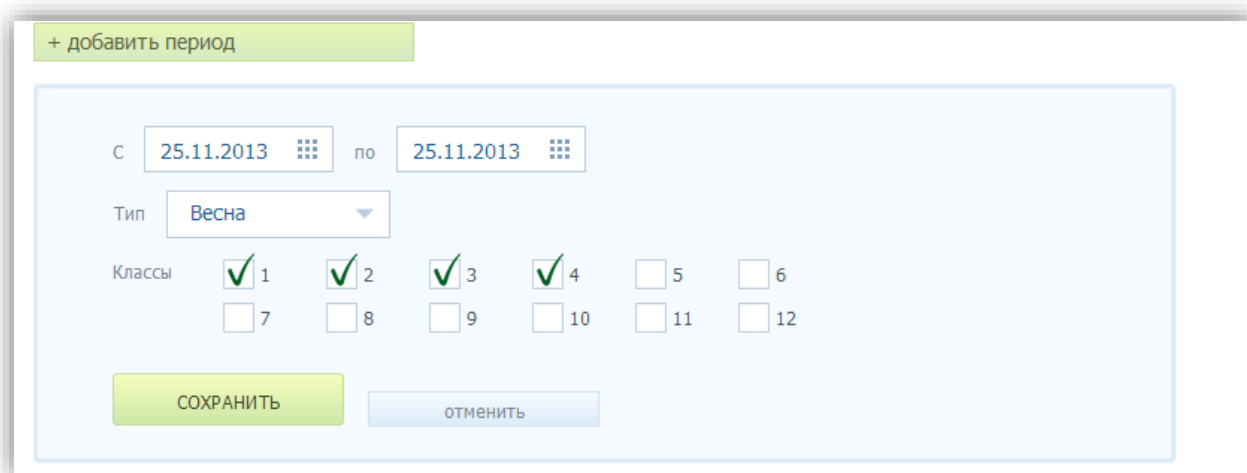 + добавить период
С 25.11.2013 по 25.11.2013
Тип Весна
Классы 1 2 3 4 5 6
7 8 9 10 11 12
СОХРАНИТЬ отменить